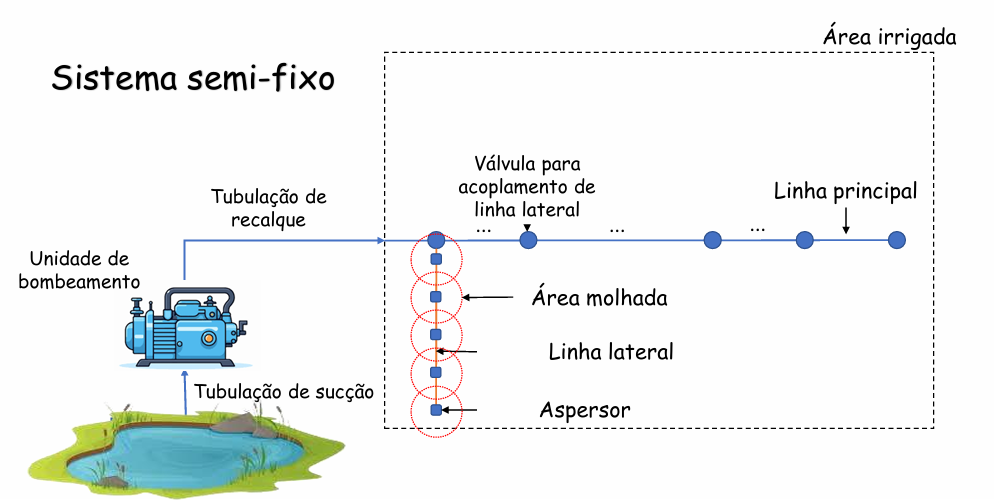 Área irrigada
Sistema semi-fixo
Válvula para
acoplamento de
linha lateral
Linha principal
Tubulação de
recalque
...
...
...
Unidade de
bombeamento
Área molhada
Linha lateral
Tubulação de sucção
Aspersor